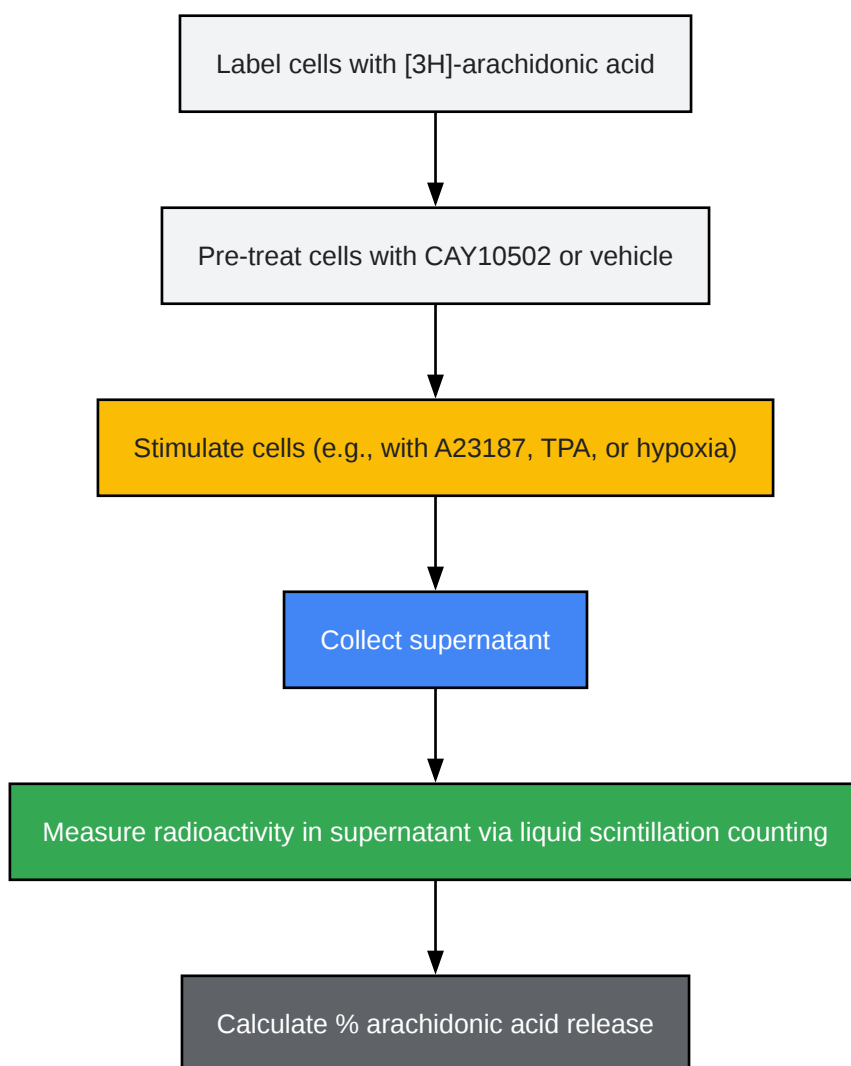 Label cells with [3H]-arachidonic acid
Pre-treat cells with CAY10502 or vehicle
Stimulate cells (e.g., with A23187, TPA, or hypoxia)
Collect supernatant
Measure radioactivity in supernatant via liquid scintillation counting
Calculate % arachidonic acid release